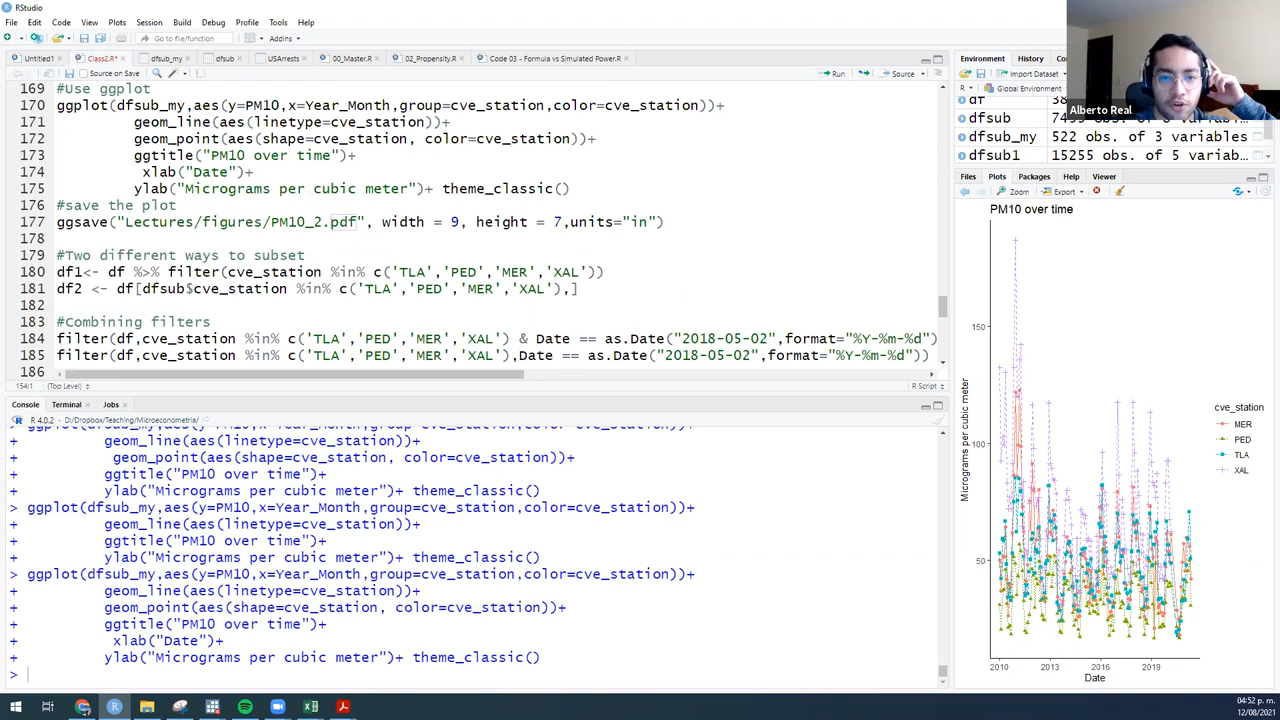 RStudio
File Edit Code View Plots Session Build Debug Profile Tools Help
Go to file/function Addins
Untitled1 Class2.R* dfsub_my dfsub USArrests 00_Master.R 02_Propensity.R Code 03 - Formula vs Simulated Power.R
Source on Save Run Source
169 #Use ggplot
170 ggplot(dfsub_my,aes(y=PM10,x=Year_Month,group=cve_station,color=cve_station))+
171 geom_line(aes(linetype=cve_station))+
172 geom_point(aes(shape=cve_station, color=cve_station))+
173 ggtitle("PM10 over time")+
174 xlab("Date")+
175 ylab("Micrograms per cubic meter")+ theme_classic()
176 #save the plot
177 ggsave("Lectures/figures/PM10_2.pdf", width = 9, height = 7,units="in")
178
179 #Two different ways to subset
180 df1<- df %>% filter(cve_station %in% c('TLA','PED','MER','XAL'))
181 df2 <- df[dfsub$cve_station %in% c('TLA','PED','MER','XAL'),]
182
183 #Combining filters
184 filter(df,cve_station %in% c('TLA','PED','MER','XAL') & Date == as.Date("2018-05-02",format="%Y-%m-%d")
185 filter(df,cve_station %in% c('TLA','PED','MER','XAL'),Date == as.Date("2018-05-02",format="%Y-%m-%d"))
186
154:1 (Top Level) R Script
Console Terminal Jobs
R 4.0.2 · D:/Dropbox/Teaching/Microeconometria/
ggplot(dfsub_my,aes(y=PM10,x=Year_Month,group=cve_station,color=cve_station))+
+ geom_line(aes(linetype=cve_station))+
+ geom_point(aes(shape=cve_station, color=cve_station))+
+ ggtitle("PM10 over time")+
+ ylab("Micrograms per cubic meter")+ theme_classic()
> ggplot(dfsub_my,aes(y=PM10,x=Year_Month,group=cve_station,color=cve_station))+
+ geom_line(aes(linetype=cve_station))+
+ ggtitle("PM10 over time")+
+ ylab("Micrograms per cubic meter")+ theme_classic()
> ggplot(dfsub_my,aes(y=PM10,x=Year_Month,group=cve_station,color=cve_station))+
+ geom_line(aes(linetype=cve_station))+
+ geom_point(aes(shape=cve_station, color=cve_station))+
+ ggtitle("PM10 over time")+
+ xlab("Date")+
+ ylab("Micrograms per cubic meter")+ theme_classic()
>
Environment History
Import Dataset
R Global Environment
df 38
dfsub
dfsub_my 522 obs. of 3 variables
dfsub1 15255 obs. of 5 variab…
Alberto Real
Files Plots Packages Help Viewer
Zoom Export
PM10 over time
Micrograms per cubic meter
150
100
50
2010 2013 2016 2019
Date
cve_station
MER
PED
TLA
XAL
04:52 p. m.
12/08/2021